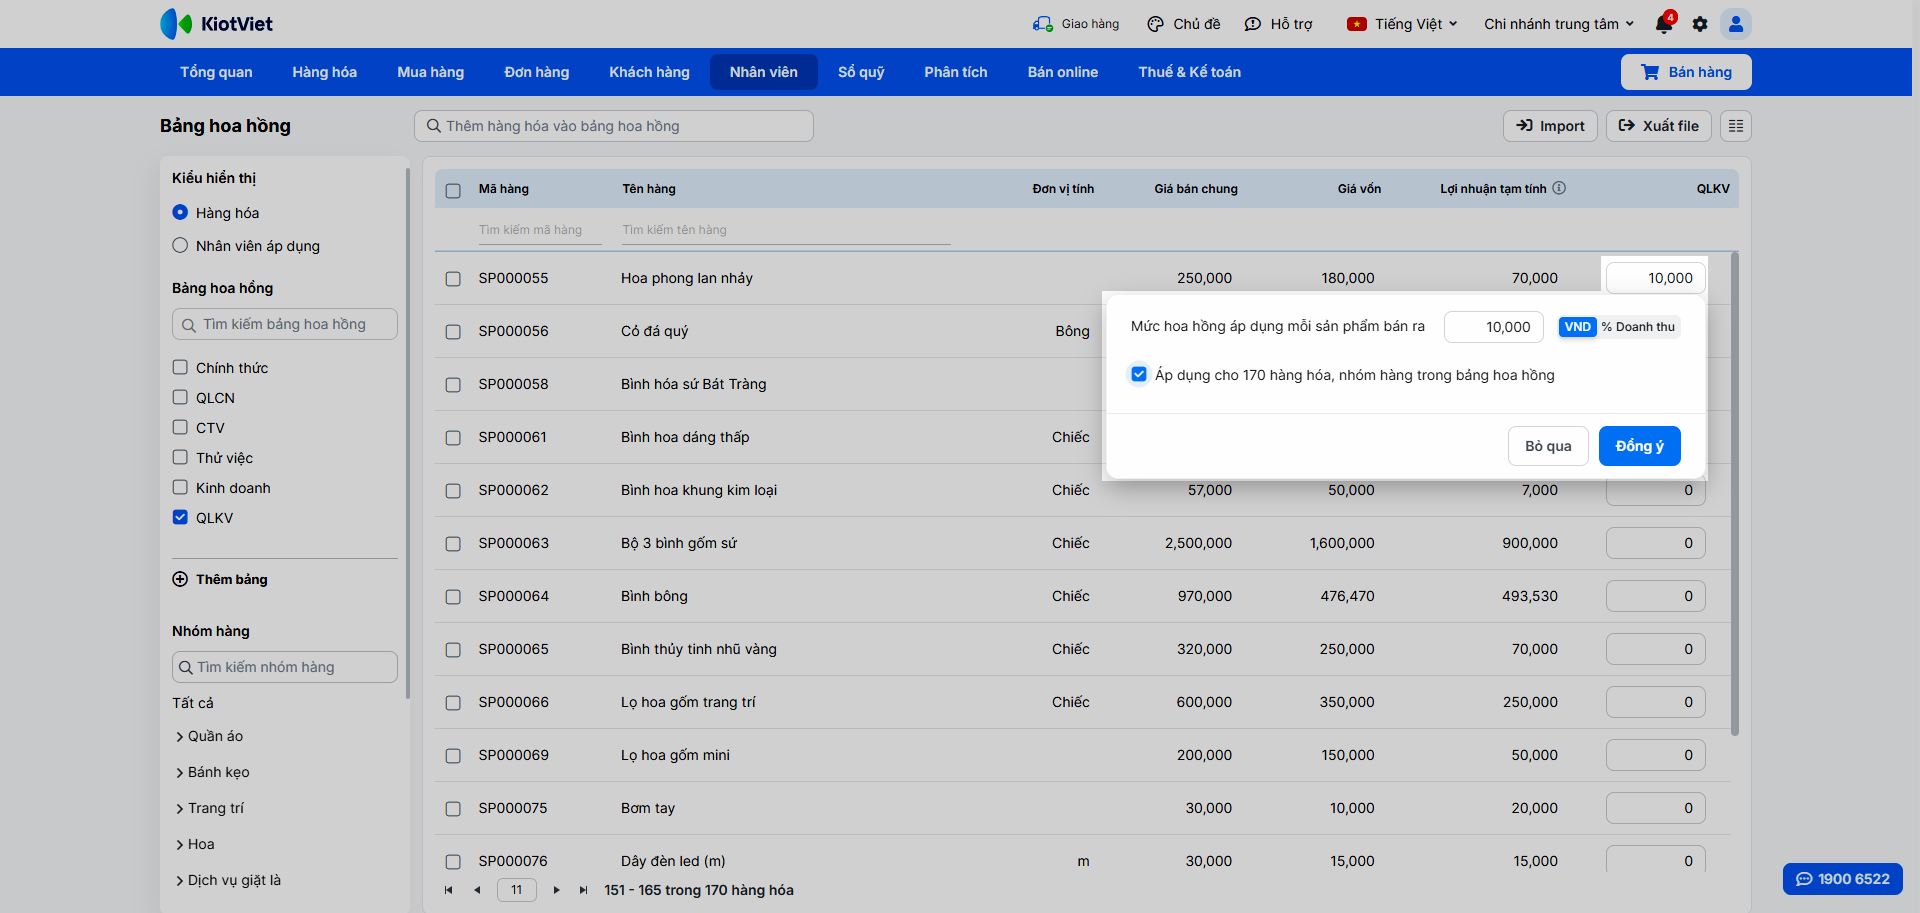 KiotViet
Giao hàng
Chủ đề
Hỗ trợ
Tiếng Việt
Chi nhánh trung tâm
4
Tổng quan
Hàng hóa
Mua hàng
Đơn hàng
Khách hàng
Nhân viên
Sổ quỹ
Phân tích
Bán online
Thuế & Kế toán
Bán hàng
Bảng hoa hồng
Thêm hàng hóa vào bảng hoa hồng
Import
Xuất file
Kiểu hiển thị
Hàng hóa
Nhân viên áp dụng
Bảng hoa hồng
Tìm kiếm bảng hoa hồng
Chính thức
QLCN
CTV
Thử việc
Kinh doanh
QLKV
Thêm bảng
Nhóm hàng
Tìm kiếm nhóm hàng
Tất cả
Quần áo
Bánh kẹo
Trang trí
Hoa
Dịch vụ giặt là
Mã hàng Tên hàng Đơn vị tính Giá bán chung Giá vốn Lợi nhuận tạm tính QLKV
Tìm kiếm mã hàng Tìm kiếm tên hàng
SP000055 Hoa phong lan nhảy 250,000 180,000 70,000 10,000
SP000056 Cỏ đá quý Bông
SP000058 Bình hóa sứ Bát Tràng
SP000061 Bình hoa dáng thấp Chiếc
Mức hoa hồng áp dụng mỗi sản phẩm bán ra 10,000 VND % Doanh thu
Áp dụng cho 170 hàng hóa, nhóm hàng trong bảng hoa hồng
Bỏ qua Đồng ý
SP000062 Bình hoa khung kim loại Chiếc 57,000 50,000 7,000 0
SP000063 Bộ 3 bình gốm sứ Chiếc 2,500,000 1,600,000 900,000 0
SP000064 Bình bông Chiếc 970,000 476,470 493,530 0
SP000065 Bình thủy tinh nhũ vàng Chiếc 320,000 250,000 70,000 0
SP000066 Lọ hoa gốm trang trí Chiếc 600,000 350,000 250,000 0
SP000069 Lọ hoa gốm mini 200,000 150,000 50,000 0
SP000075 Bơm tay 30,000 10,000 20,000 0
SP000076 Dây đèn led (m) m 30,000 15,000 15,000 0
11 151 - 165 trong 170 hàng hóa
1900 6522